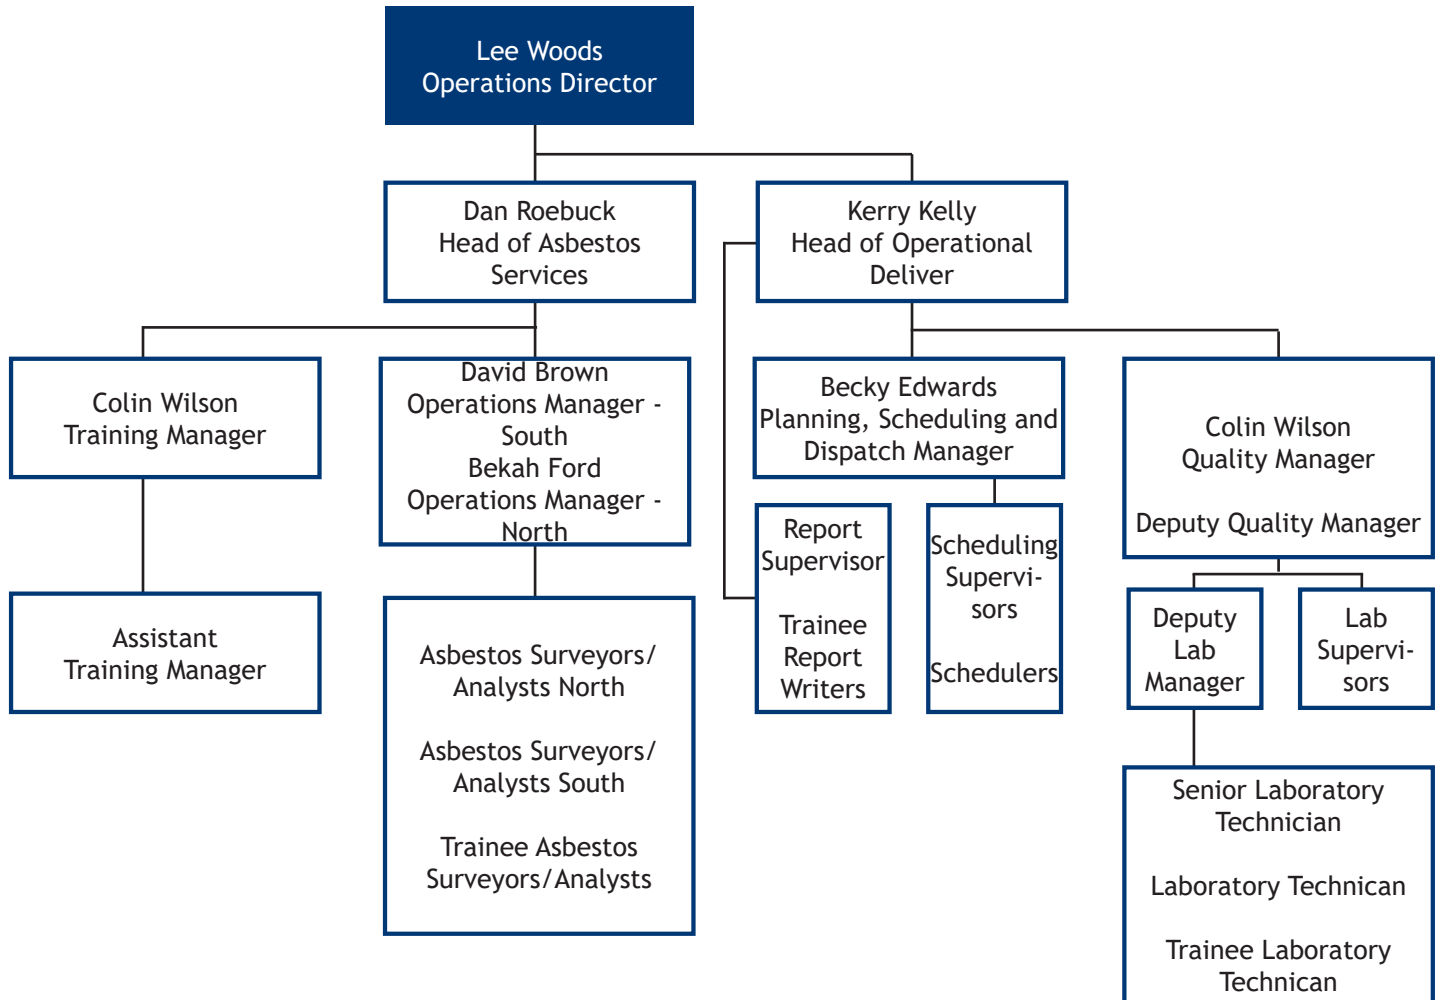 Lee Woods
Operations Director
Dan Roebuck
Head of Asbestos
Services
Kerry Kelly
Head of Operational
Deliver
Colin Wilson
Training Manager
David Brown
Operations Manager -
South
Bekah Ford
Operations Manager -
North
Becky Edwards
Planning, Scheduling and
Dispatch Manager
Colin Wilson
Quality Manager
Deputy Quality Manager
Assistant
Training Manager
Asbestos Surveyors/
Analysts North
Asbestos Surveyors/
Analysts South
Trainee Asbestos
Surveyors/Analysts
Report
Supervisor
Trainee
Report
Writers
Scheduling
Supervi-
sors
Schedulers
Deputy
Lab
Manager
Lab
Supervi-
sors
Senior Laboratory
Technician
Laboratory Technican
Trainee Laboratory
Technican